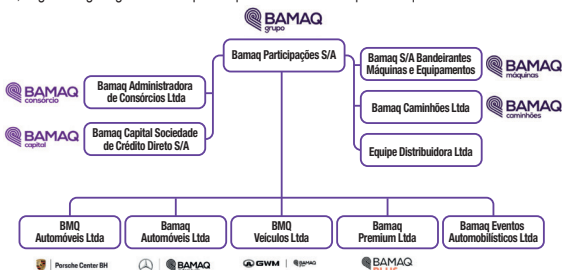 BAMAQ
grupo
Bamaq Participações S/A
Bamaq S/A Bandeirantes
Máquinas e Equipamentos
BAMAQ
máquinas
BAMAQ
consórcio
Bamaq Administradora
de Consórcios Ltda
Bamaq Caminhões Ltda
BAMAQ
caminhões
BAMAQ
capital
Bamaq Capital Sociedade
de Crédito Direto S/A
Equipe Distribuidora Ltda
BMQ
Automóveis Ltda
Bamaq
Automóveis Ltda
BMQ
Veículos Ltda
Bamaq
Premium Ltda
Bamaq Eventos
Automobilísticos Ltda
Porsche Center BH
BAMAQ
GWM
BAMAQ
BAMAQ